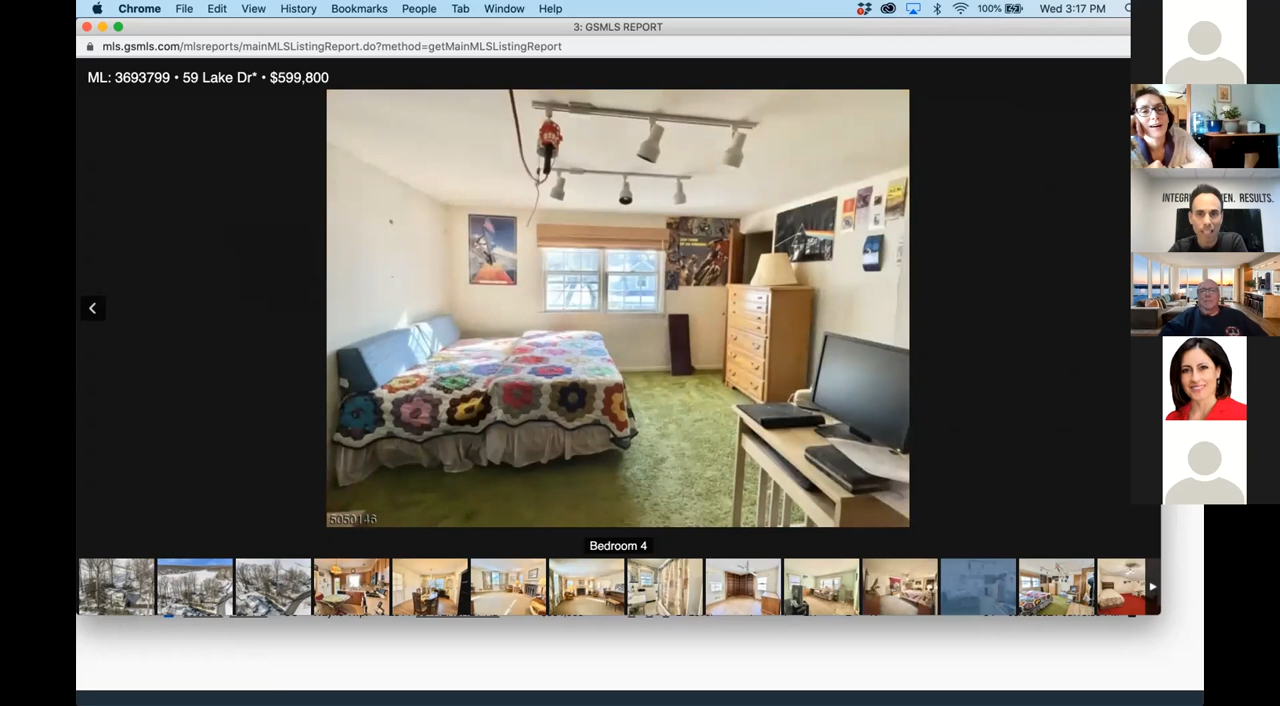 Chrome File Edit View History Bookmarks People Tab Window Help
100% Wed 3:17 PM
3: GSMLS REPORT
mls.gsmls.com/mlsreports/mainMLSListingReport.do?method=getMainMLSListingReport
ML: 3693799 • 59 Lake Dr* • $599,800
INTEGRI EN. RESULTS.
5050146
Bedroom 4